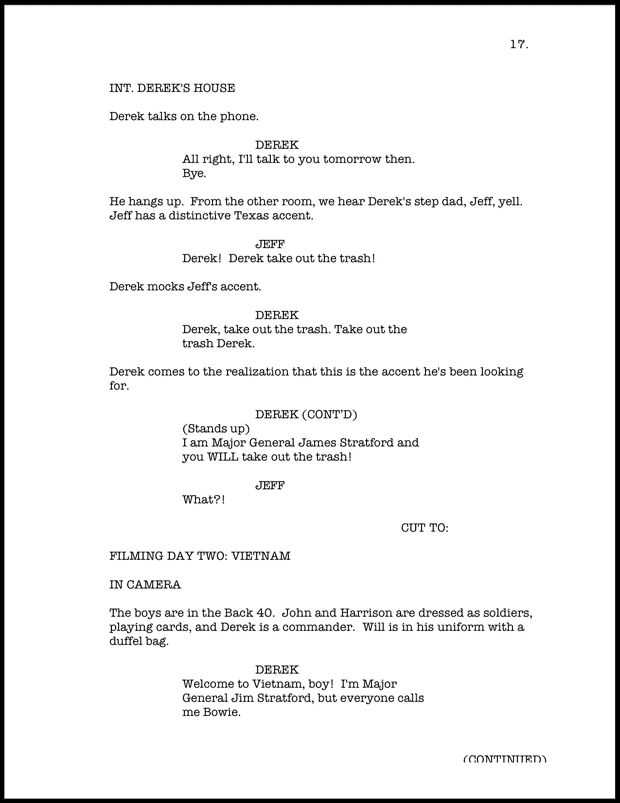 17.
INT. DEREK'S HOUSE
Derek talks on the phone.
DEREK
All right, I'll talk to you tomorrow then.
Bye.
He hangs up.  From the other room, we hear Derek's step dad, Jeff, yell.
Jeff has a distinctive Texas accent.
JEFF
Derek!  Derek take out the trash!
Derek mocks Jeff's accent.
DEREK
Derek, take out the trash. Take out the
trash Derek.
Derek comes to the realization that this is the accent he's been looking
for.
DEREK (CONT'D)
(Stands up)
I am Major General James Stratford and
you WILL take out the trash!
JEFF
What?!
CUT TO:
FILMING DAY TWO: VIETNAM
IN CAMERA
The boys are in the Back 40.  John and Harrison are dressed as soldiers,
playing cards, and Derek is a commander.  Will is in his uniform with a
duffel bag.
DEREK
Welcome to Vietnam, boy!  I'm Major
General Jim Stratford, but everyone calls
me Bowie.
(CONTINUED)